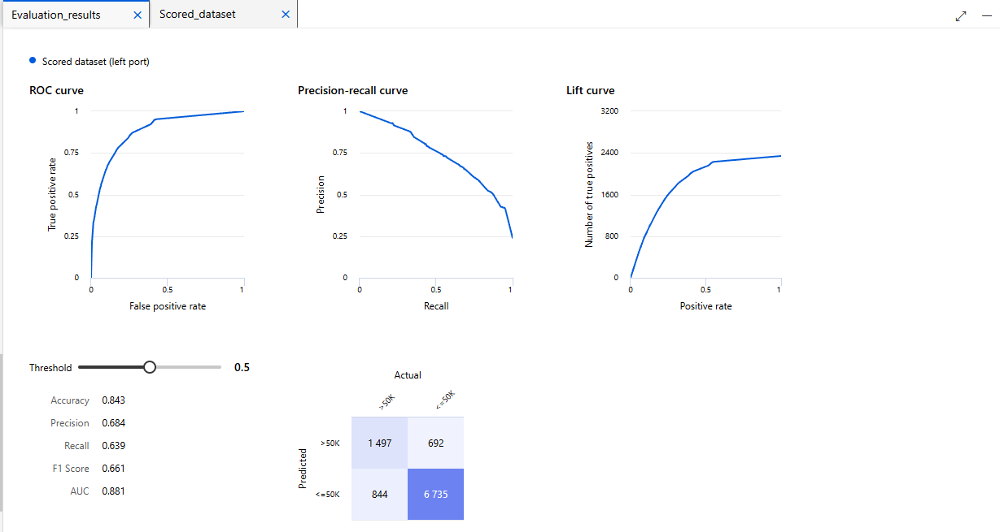 Evaluation_results
Scored_dataset
Scored dataset (left port)
ROC curve
1
0.75
0.5
0.25
0
True positive rate
0
0.5
1
False positive rate
Precision-recall curve
1
0.75
0.5
0.25
0
Precision
0
0.5
1
Recall
Lift curve
3200
2400
1600
800
0
Number of true positives
0
0.5
1
Positive rate
Threshold 0.5
Accuracy 0.843
Precision 0.684
Recall 0.639
F1 Score 0.661
AUC 0.881
Actual
>50K <=50K
Predicted
>50K 1 497 692
<=50K 844 6 735